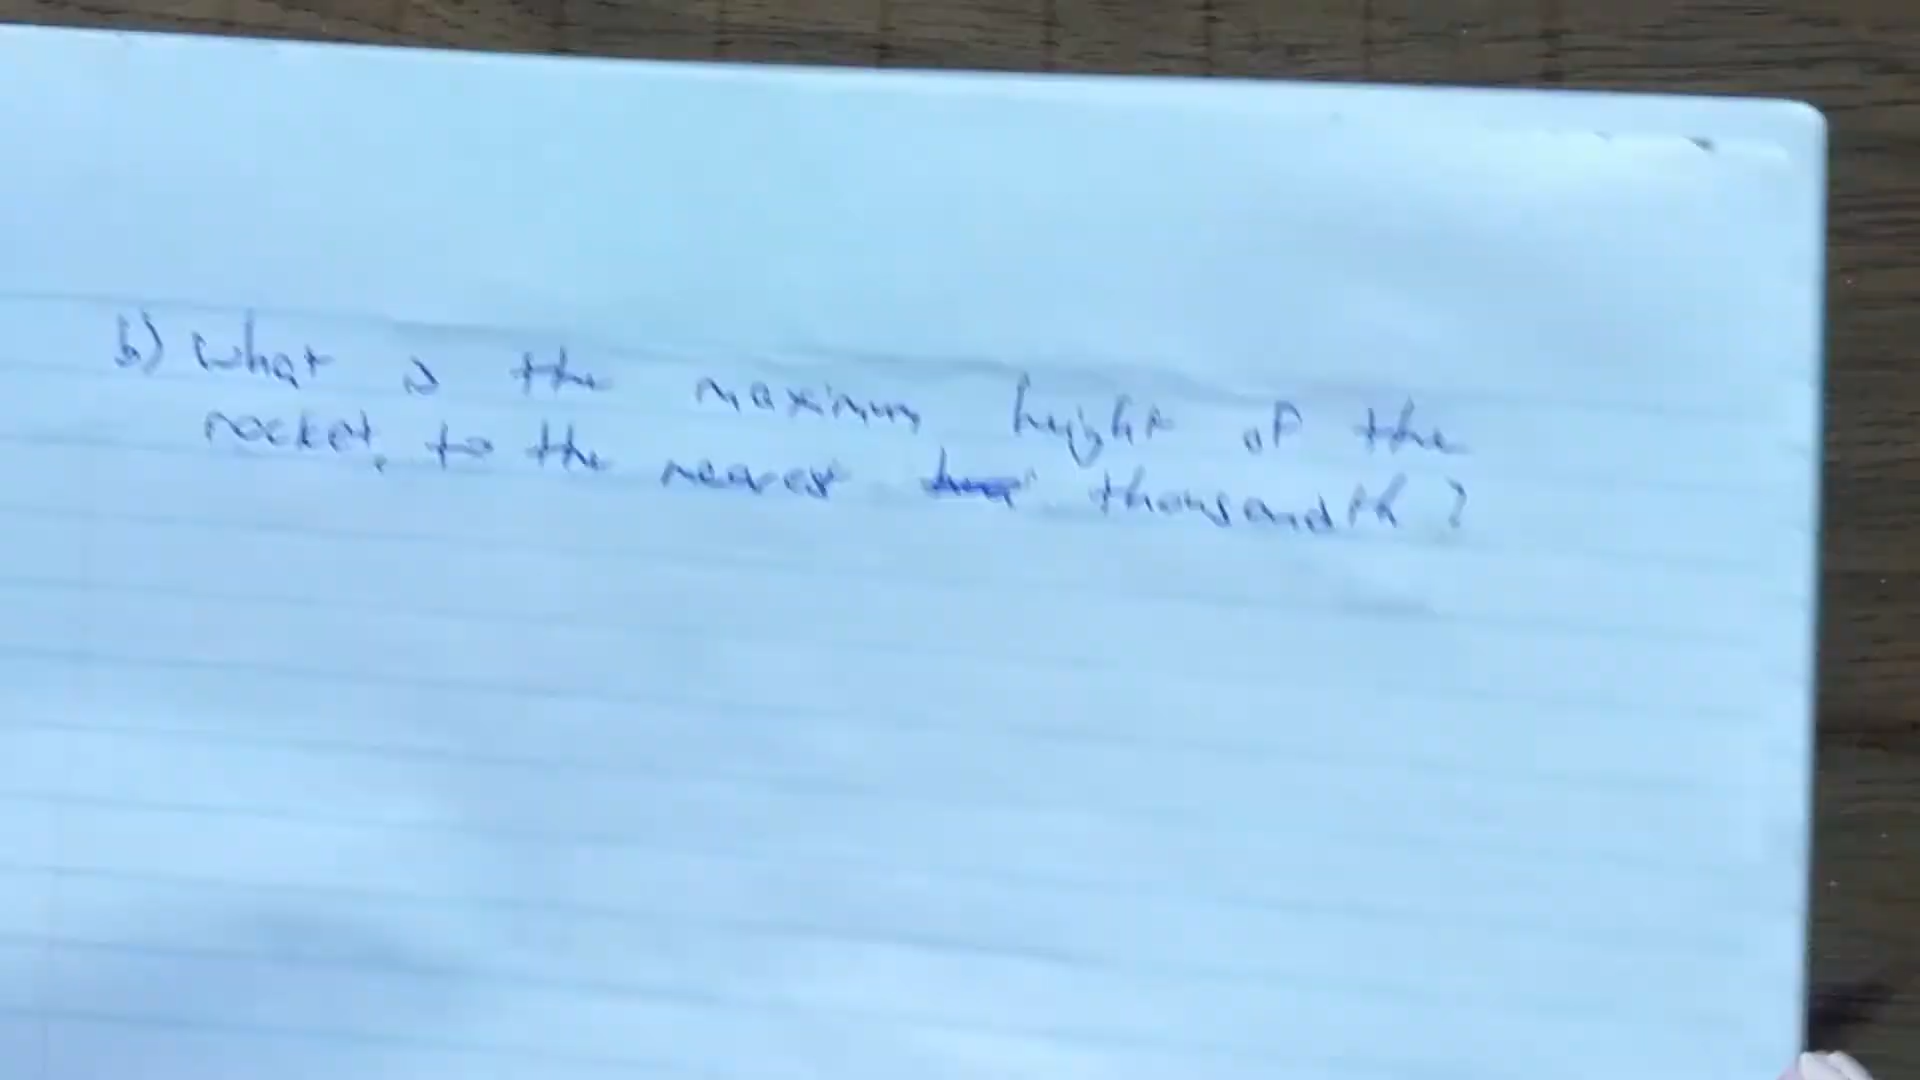 b) What is the maximum height of the
rocket, to the nearest thousandth?